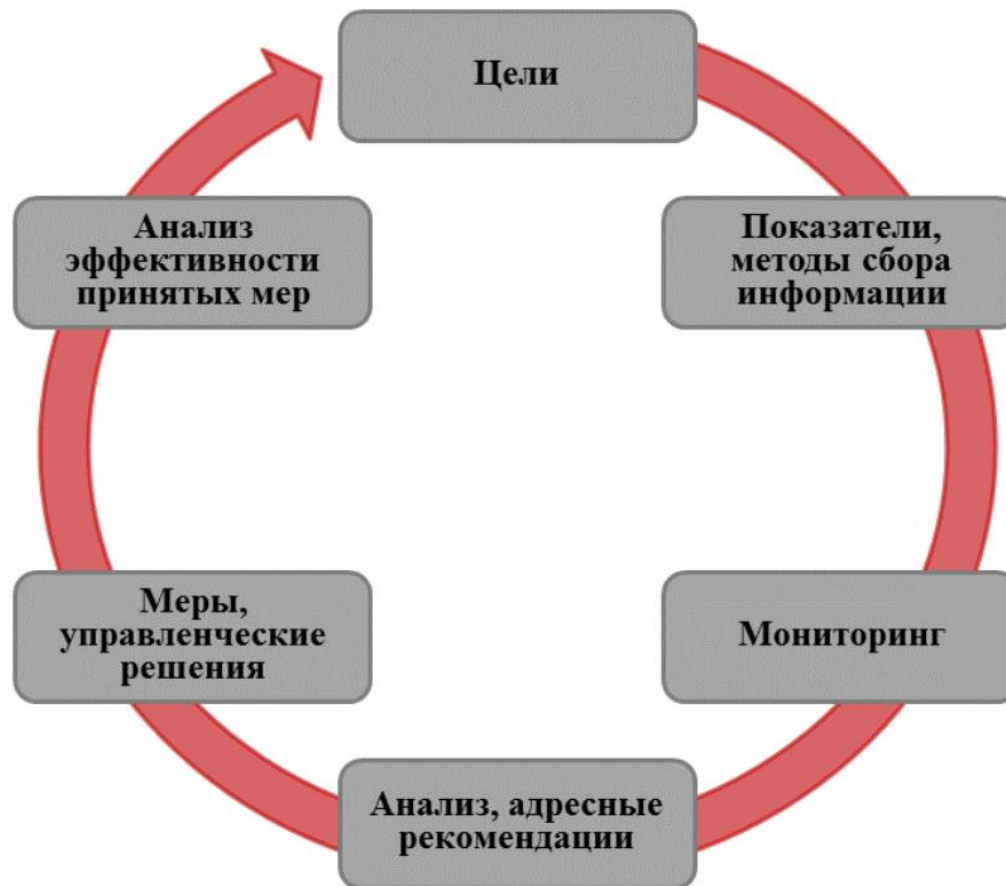 Цели
Показатели,
методы сбора
информации
Мониторинг
Анализ, адресные
рекомендации
Меры,
управленческие
решения
Анализ
эффективности
принятых мер